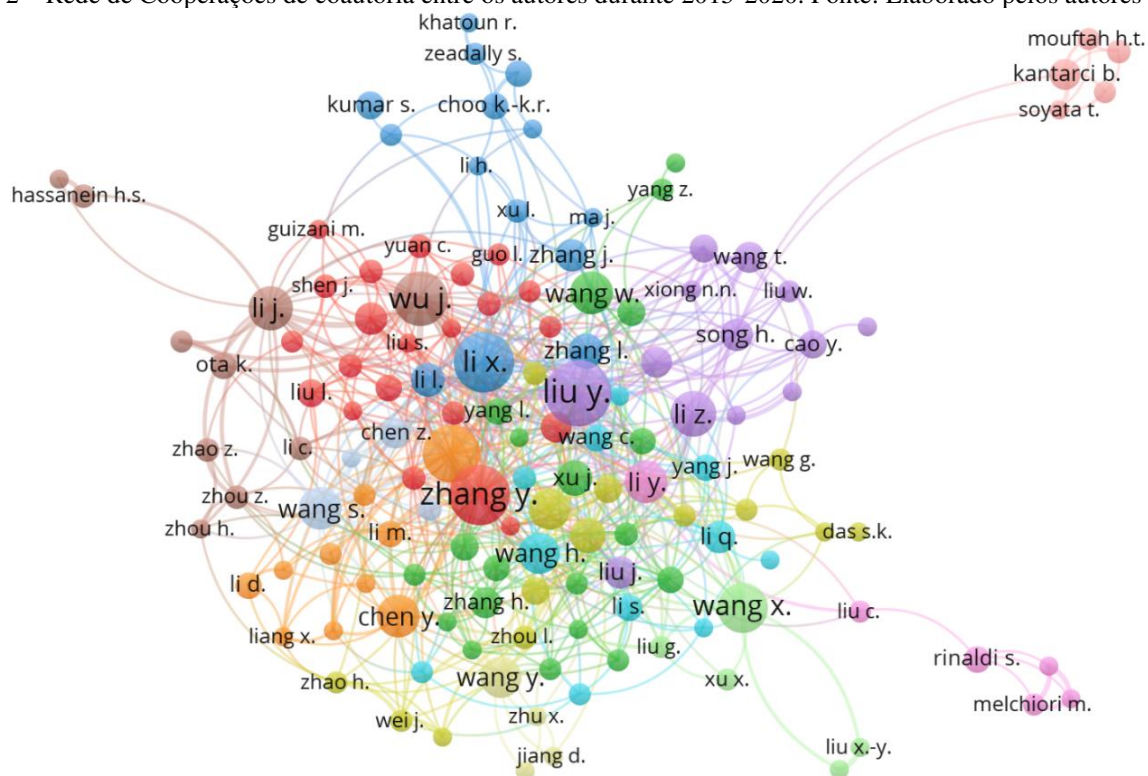 2 – Rede de Cooperações de coautoria entre os autores durante 2015-2020. Fonte: Elaborado pelos autores
khatoun r.
mouftah h.t.
zeadally s.
kantarci b.
kumar s.
choo k.-k.r.
soyata t.
li h.
hassanein h.s.
yang z.
xu l.
ma j.
guizani m.
yuan c.
guo l.
zhang j.
wang t.
shen j.
wu j.
wang w.
xiong n.n.
liu w.
li j.
liu s.
song h.
cao y.
zhang l.
li x.
ota k.
li l.
liu y.
liu l.
yang l.
li z.
chen z.
wang c.
zhao z.
li c.
yang j.
wang g.
xu j.
li y.
zhang y.
zhou z.
wang s.
zhou h.
li m.
li q.
das s.k.
wang h.
liu j.
li d.
zhang h.
li s.
wang x.
liu c.
chen y.
liang x.
zhou l.
liu g.
rinaldi s.
zhao h.
wang y.
xu x.
melchiori m.
wei j.
zhu x.
liu x.-y.
jiang d.